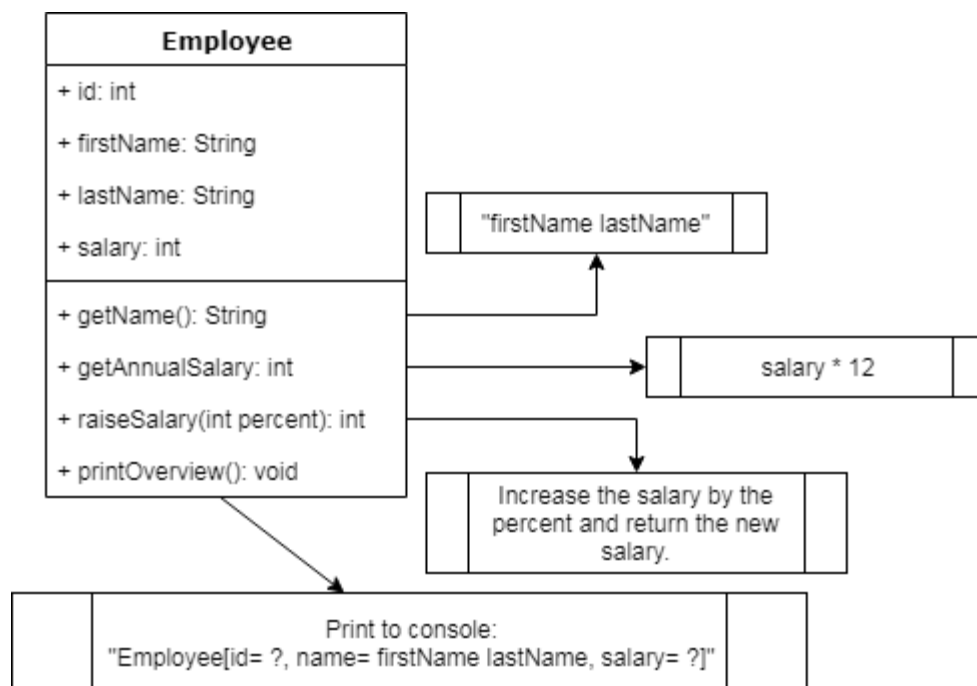 Employee
+ id: int
+ firstName: String
+ lastName: String
+ salary: int
+ getName(): String
+ getAnnualSalary: int
+ raiseSalary(int percent): int
+ printOverview(): void
"firstName lastName"
salary * 12
Increase the salary by the
percent and return the new
salary.
Print to console:
"Employee[id= ?, name= firstName lastName, salary= ?]"